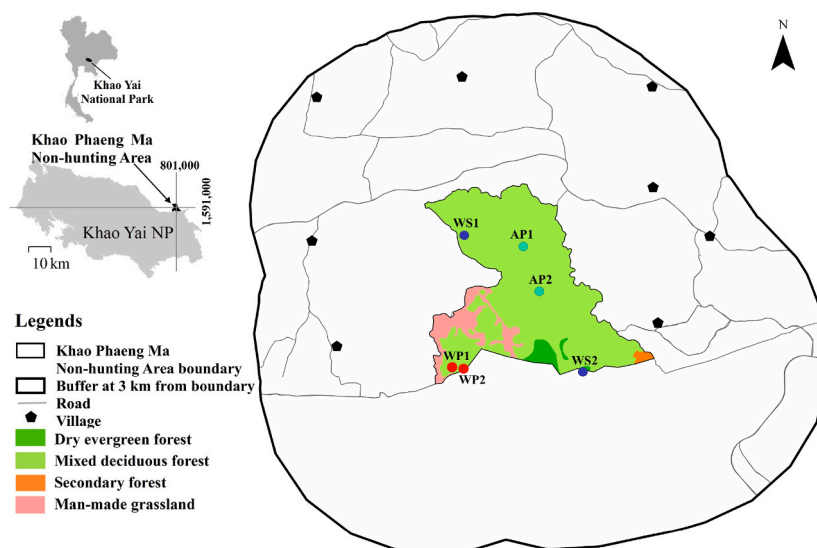 Khao Yai
National Park
Khao Phaeng Ma
Non-hunting Area
801,000
1,591,000
Khao Yai NP
10 km
N
WS1
AP1
AP2
WP1
WP2
WS2
Legends
Khao Phaeng Ma
Non-hunting Area boundary
Buffer at 3 km from boundary
Road
Village
Dry evergreen forest
Mixed deciduous forest
Secondary forest
Man-made grassland